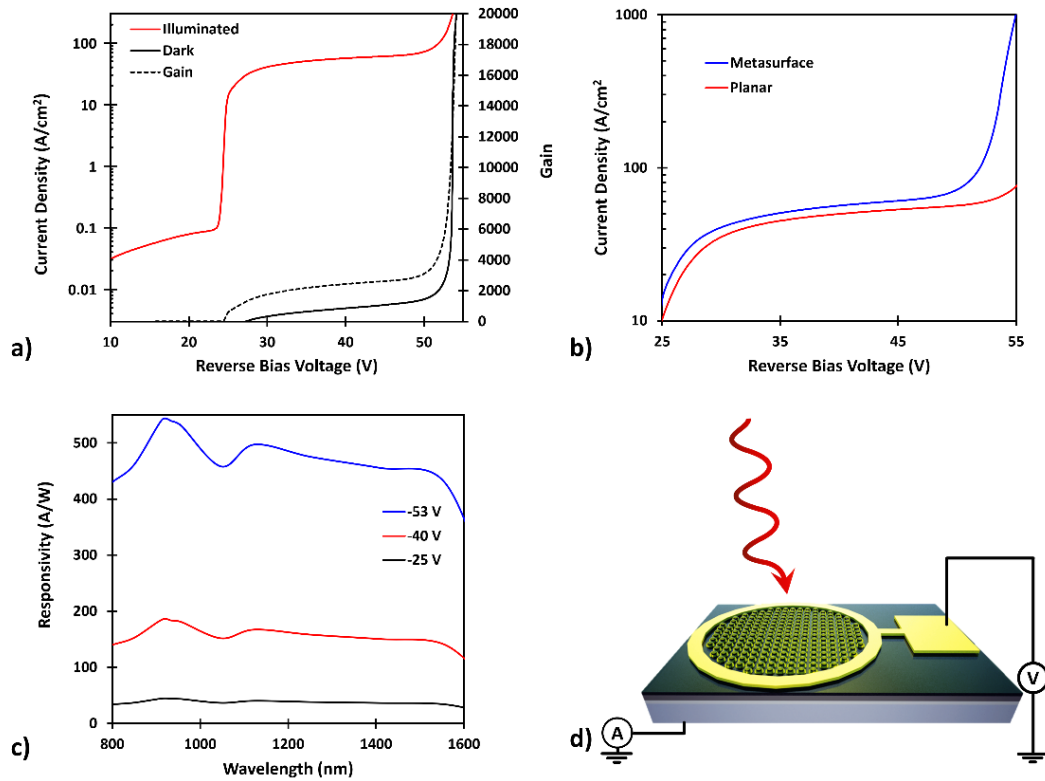 Illuminated
Dark
Gain
100
10
1
0.1
0.01
20000
18000
16000
14000
12000
10000
8000
6000
4000
2000
0
10 20 30 40 50
Current Density (A/cm²)
Gain
Reverse Bias Voltage (V)
a)
Metasurface
Planar
1000
100
10
25 35 45 55
Current Density (A/cm²)
Reverse Bias Voltage (V)
b)
500
400
300
200
100
0
-53 V
-40 V
-25 V
800 1000 1200 1400 1600
Responsivity (A/W)
Wavelength (nm)
c)
V
A
d)